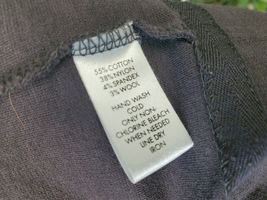 55% COTTON
38% NYLON
4% SPANDEX
3% WOOL
HAND WASH
COLD
ONLY NON-
CHLORINE BLEACH
WHEN NEEDED
LINE DRY
IRON